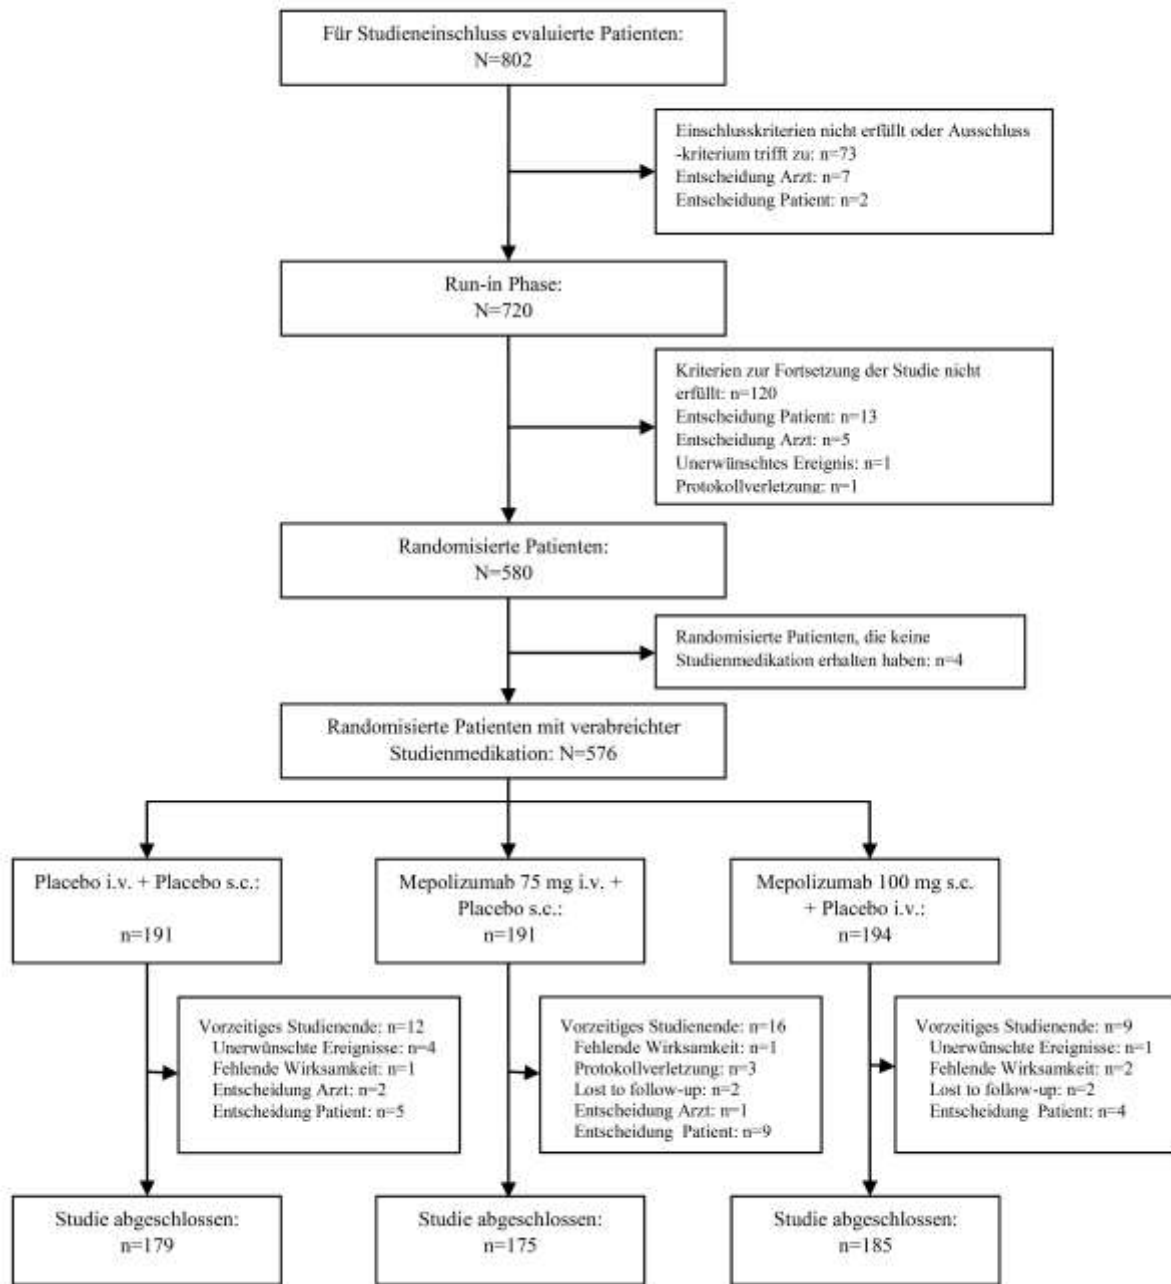 Für Studieneinschluss evaluierte Patienten:
N=802
Einschlusskriterien nicht erfüllt oder Ausschluss
-kriterium trifft zu: n=73
Entscheidung Arzt: n=7
Entscheidung Patient: n=2
Run-in Phase:
N=720
Kriterien zur Fortsetzung der Studie nicht
erfüllt: n=120
Entscheidung Patient: n=13
Entscheidung Arzt: n=5
Unerwünschtes Ereignis: n=1
Protokollverletzung: n=1
Randomisierte Patienten:
N=580
Randomisierte Patienten, die keine
Studienmedikation erhalten haben: n=4
Randomisierte Patienten mit verabreichter
Studienmedikation: N=576
Placebo i.v. + Placebo s.c.:
n=191
Mepolizumab 75 mg i.v. +
Placebo s.c.:
n=191
Mepolizumab 100 mg s.c.
+ Placebo i.v.:
n=194
Vorzeitiges Studienende: n=12
Unerwünschte Ereignisse: n=4
Fehlende Wirksamkeit: n=1
Entscheidung Arzt: n=2
Entscheidung Patient: n=5
Vorzeitiges Studienende: n=16
Fehlende Wirksamkeit: n=1
Protokollverletzung: n=3
Lost to follow-up: n=2
Entscheidung Arzt: n=1
Entscheidung Patient: n=9
Vorzeitiges Studienende: n=9
Unerwünschte Ereignisse: n=1
Fehlende Wirksamkeit: n=2
Lost to follow-up: n=2
Entscheidung Patient: n=4
Studie abgeschlossen:
n=179
Studie abgeschlossen:
n=175
Studie abgeschlossen:
n=185